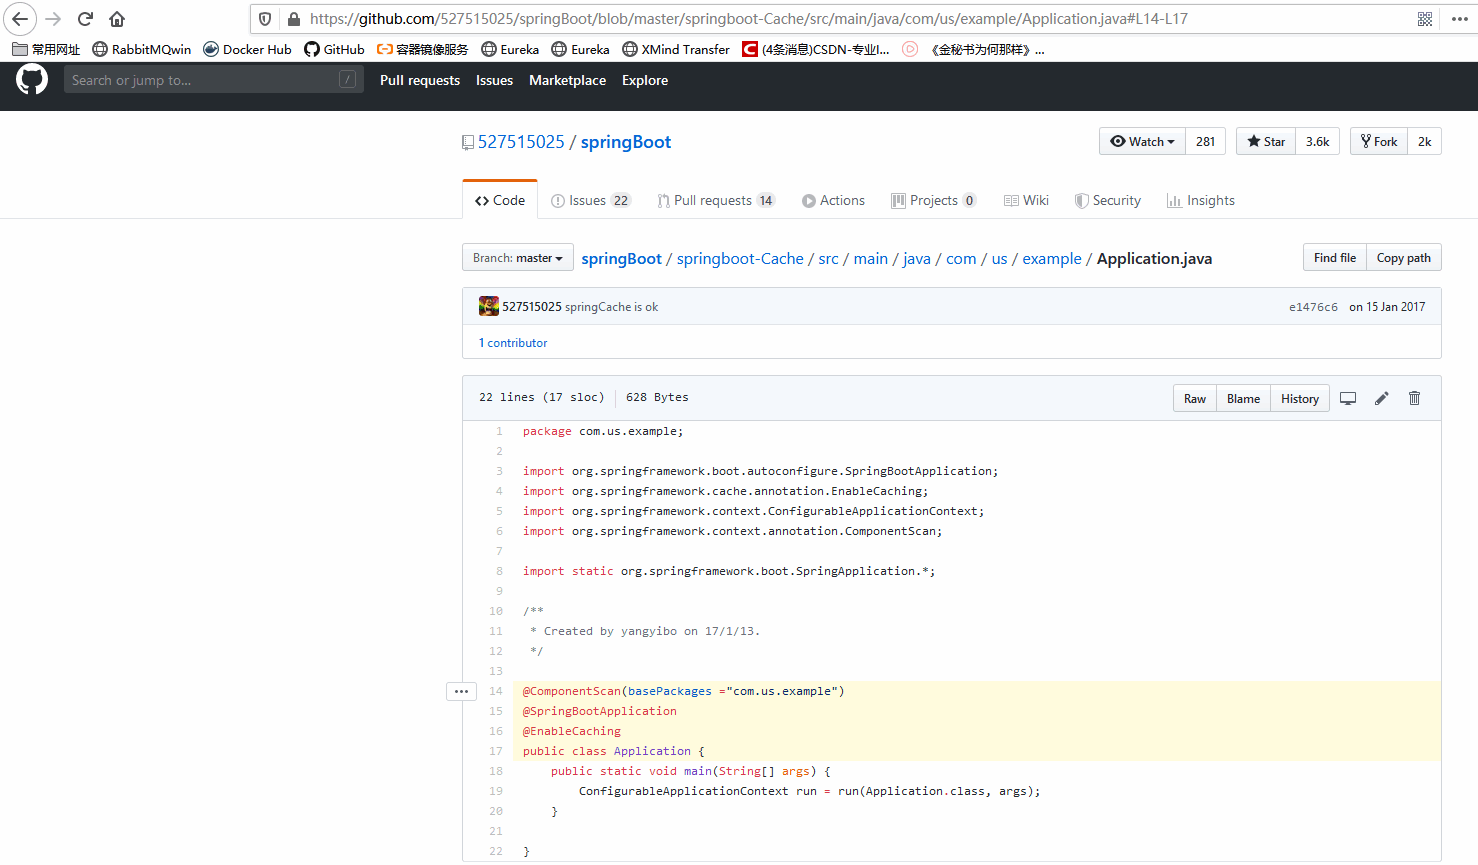 https://github.com/527515025/springBoot/blob/master/springboot-Cache/src/main/java/com/us/example/Application.java#L14-L17
常用网址 RabbitMQwin Docker Hub GitHub 容器镜像服务 Eureka Eureka XMind Transfer (4条消息)CSDN-专业I... 《金秘书为何那样》...
Search or jump to... / Pull requests Issues Marketplace Explore
527515025 / springBoot Watch 281 Star 3.6k Fork 2k
Code Issues 22 Pull requests 14 Actions Projects 0 Wiki Security Insights
Branch: master springBoot / springboot-Cache / src / main / java / com / us / example / Application.java Find file Copy path
527515025 springCache is ok e1476c6 on 15 Jan 2017
1 contributor
22 lines (17 sloc) 628 Bytes Raw Blame History
1 package com.us.example;
2
3 import org.springframework.boot.autoconfigure.SpringBootApplication;
4 import org.springframework.cache.annotation.EnableCaching;
5 import org.springframework.context.ConfigurableApplicationContext;
6 import org.springframework.context.annotation.ComponentScan;
7
8 import static org.springframework.boot.SpringApplication.*;
9
10 /**
11 * Created by yangyibo on 17/1/13.
12 */
13
14 @ComponentScan(basePackages ="com.us.example")
15 @SpringBootApplication
16 @EnableCaching
17 public class Application {
18 public static void main(String[] args) {
19 ConfigurableApplicationContext run = run(Application.class, args);
20 }
21
22 }